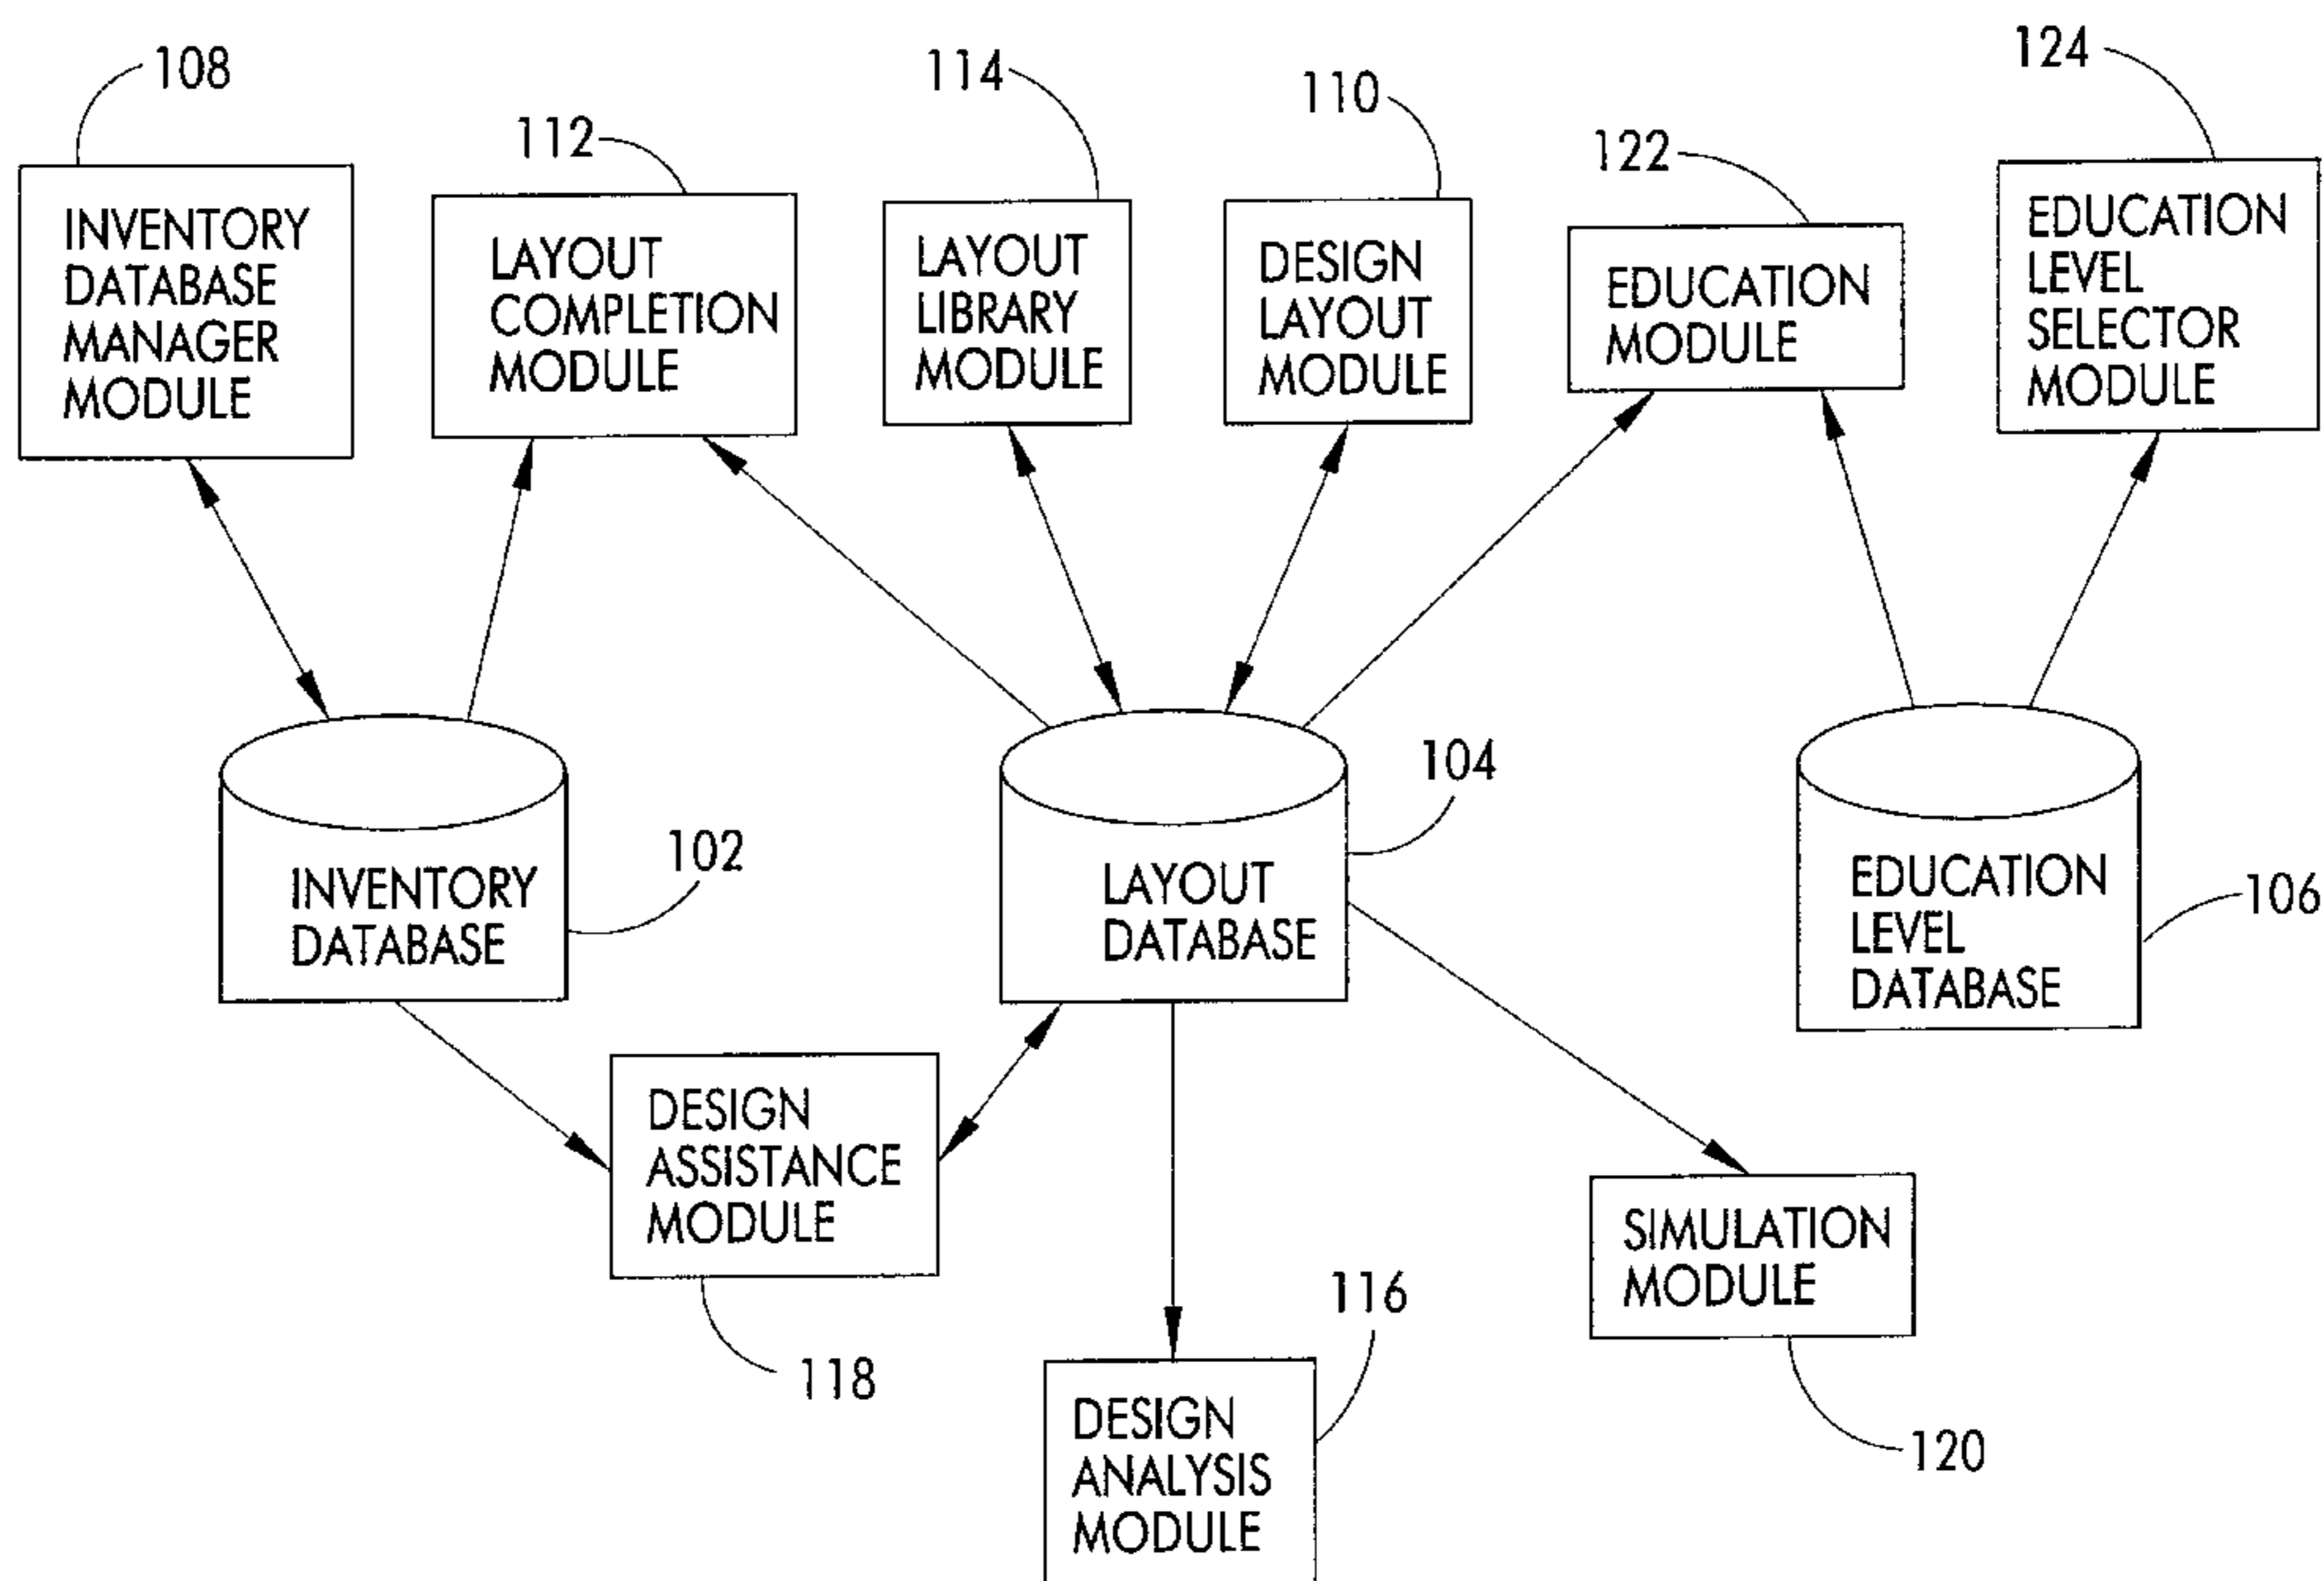 108
INVENTORY
DATABASE
MANAGER
MODULE
112
LAYOUT
COMPLETION
MODULE
114
LAYOUT
LIBRARY
MODULE
110
DESIGN
LAYOUT
MODULE
122
EDUCATION
MODULE
124
EDUCATION
LEVEL
SELECTOR
MODULE
INVENTORY
DATABASE
102
LAYOUT
DATABASE
104
EDUCATION
LEVEL
DATABASE
106
DESIGN
ASSISTANCE
MODULE
118
DESIGN
ANALYSIS
MODULE
116
SIMULATION
MODULE
120